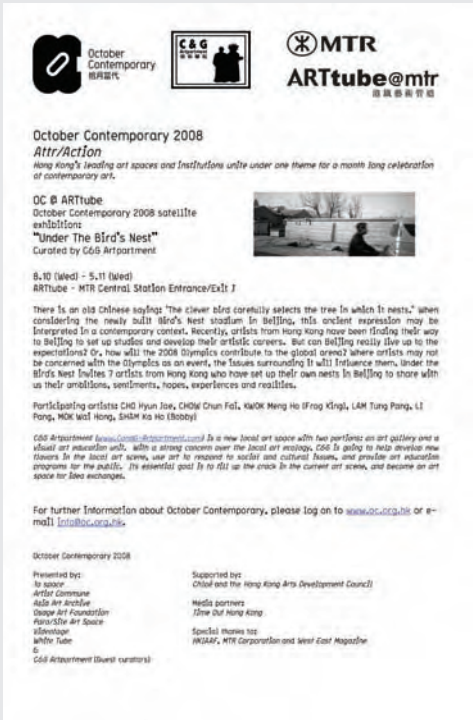 October
Contemporary
拾月當代
C & G
Artpartment
MTR
ARTtube@mtr
October Contemporary 2008
Attr/Action
Hong Kong's leading art spaces and institutions unite under one theme for a month long celebration
of contemporary art.
OC @ ARTtube
October Contemporary 2008 satellite
exhibition:
"Under The Bird's Nest"
Curated by C&G Artpartment
8.10 (Wed) - 5.11 (Wed)
ARTtube - MTR Central Station Entrance/Exit J
There is an old Chinese saying: 'The clever bird carefully selects the tree in which it nests.' When
considering the newly built Bird's Nest stadium in Beijing, this ancient expression may be
interpreted in a contemporary context. Recently, artists from Hong Kong have been finding their way
to Beijing to set up studios and develop their artistic careers. But can Beijing really live up to the
expectations? Or, how will the 2008 Olympics contribute to the global arena? Where artists may not
be concerned with the Olympics as an event, the issues surrounding it will influence them. Under the
Bird's Nest invites 7 artists from Hong Kong who have set up their own nests in Beijing to share with
us their ambitions, sentiments, hopes, experiences and realities.
Participating artists: CHO Hyun Jae, CHOW Chun Fai, KWOK Meng Ho (Frog King), LAM Tung Pang, LI
Pang, MOK Wai Hong, SHAM Ka Ho (Bobby)
C&G Artpartment (www.CandG-Artpartment.com) is a new local art space with two portions: an art gallery and a
visual art education unit. With a strong concern over the local art ecology, C&G is going to help develop new
flavors in the local art scene, use art to respond to social and cultural issues, and provide art education
programs for the public. Its essential goal is to fill up the crack in the current art scene, and become an art
space for idea exchanges.
For further information about October Contemporary, please log on to www.oc.org.hk or e-
mail info@oc.org.hk.
October Contemporary 2008
Presented by:
1a space
Artist Commune
Asia Art Archive
Osage Art Foundation
Para/Site Art Space
Videotage
White Tube
&
C&G Artpartment (Guest curators)
Supported by:
Chloé and the Hong Kong Arts Development Council
Media partner:
Time Out Hong Kong
Special thanks to:
HKIAAF, MTR Corporation and West East Magazine